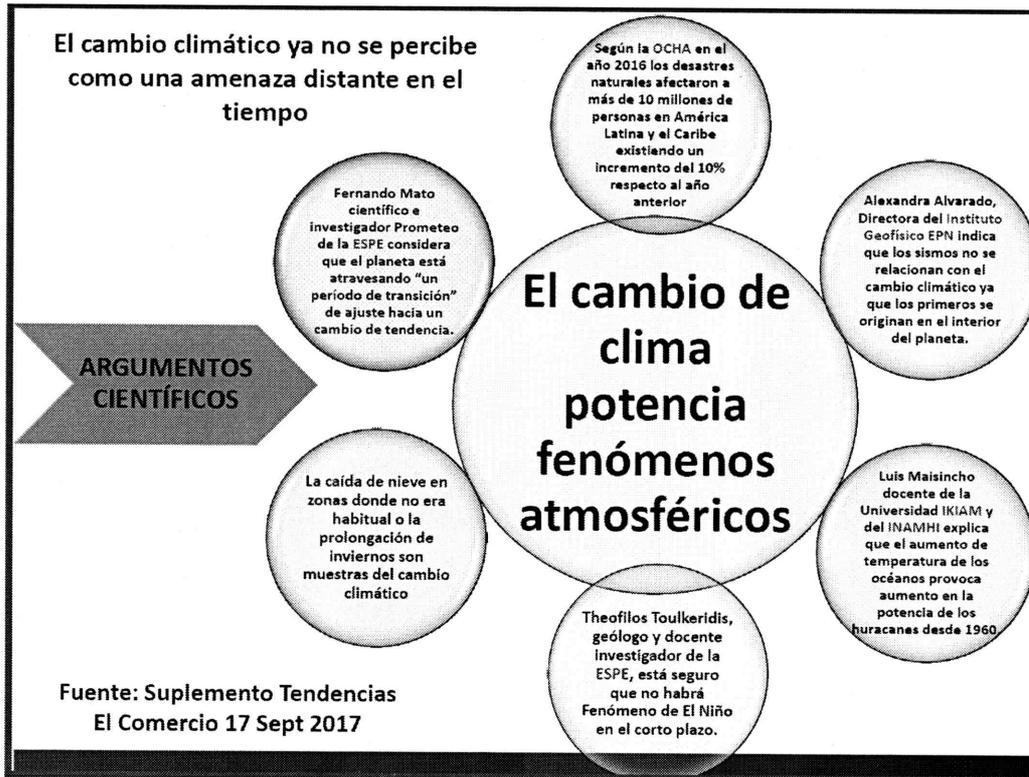 El cambio climático ya no se percibe
como una amenaza distante en el
tiempo
Según la OCHA en el
año 2016 los desastres
naturales afectaron a
más de 10 millones de
personas en América
Latina y el Caribe
existiendo un
incremento del 10%
respecto al año
anterior
Fernando Mato
científico e
investigador Prometeo
de la ESPE considera
que el planeta está
atravesando "un
período de transición"
de ajuste hacia un
cambio de tendencia.
Alexandra Alvarado,
Directora del Instituto
Geofísico EPN indica
que los sismos no se
relacionan con el
cambio climático ya
que los primeros se
originan en el interior
del planeta.
ARGUMENTOS
CIENTÍFICOS
El cambio de
clima
potencia
fenómenos
atmosféricos
La caída de nieve en
zonas donde no era
habitual o la
prolongación de
inviernos son
muestras del cambio
climático
Luis Maisincho
docente de la
Universidad IKIAM y
del INAMHI explica
que el aumento de
temperatura de los
océanos provoca
aumento en la
potencia de los
huracanes desde 1960.
Theofilos Toulkeridis,
geólogo y docente
investigador de la
ESPE, está seguro
que no habrá
Fenómeno de El Niño
en el corto plazo.
Fuente: Suplemento Tendencias
El Comercio 17 Sept 2017